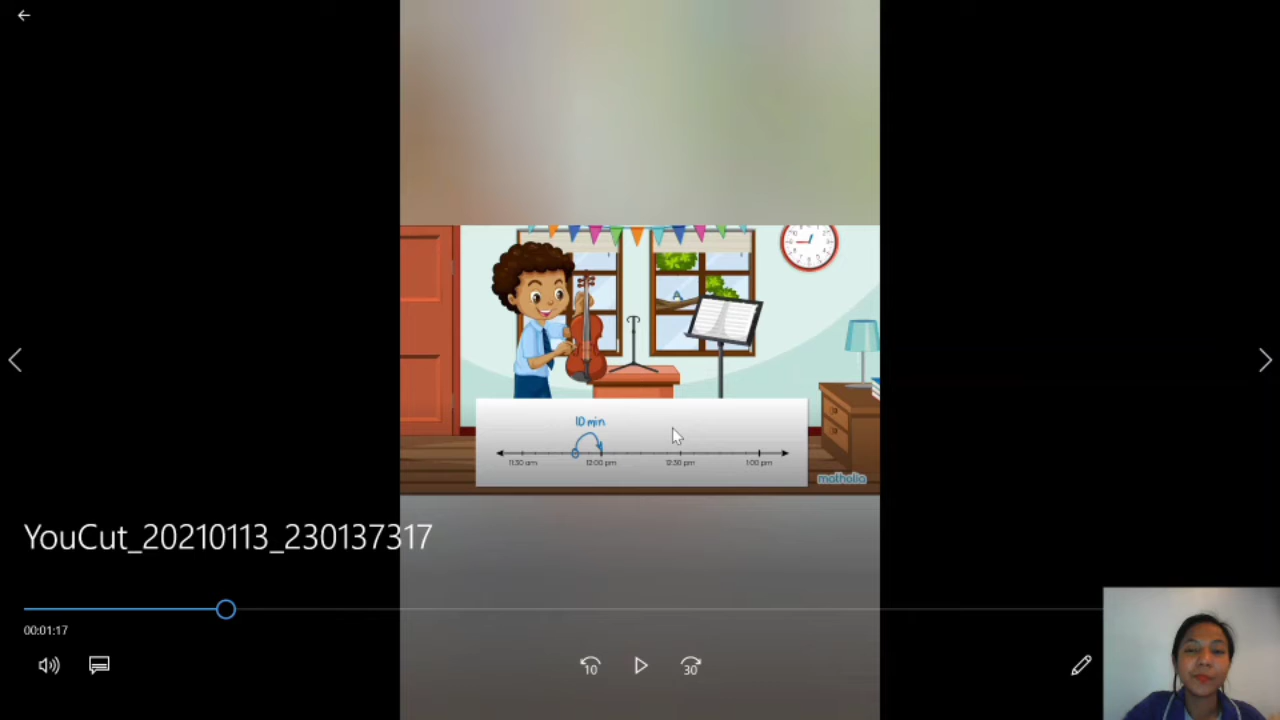 10 min
11:30 am 12:00 pm 12:30 pm 1:00 pm
matholia
YouCut_20210113_230137317
00:01:17
10 30